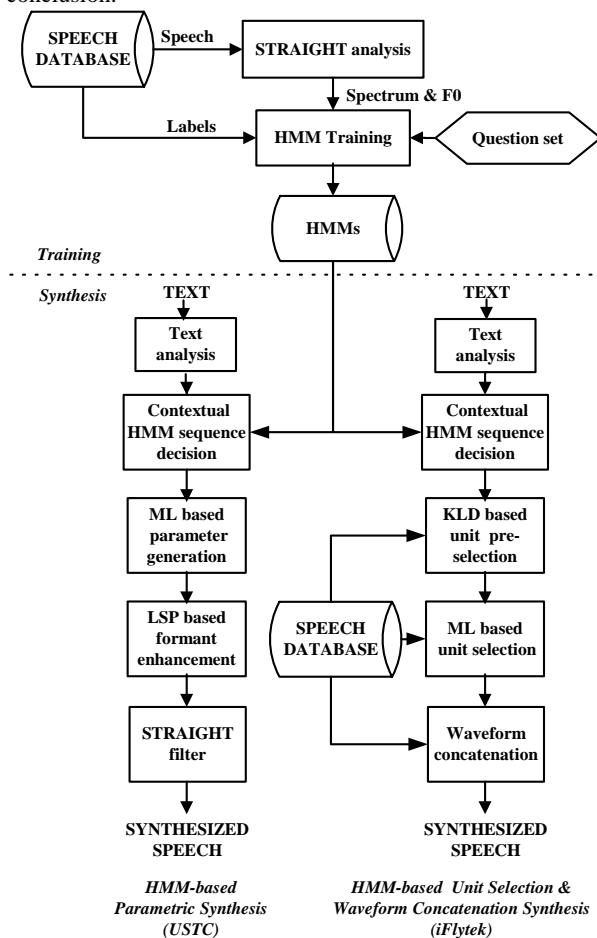 conclusion.
SPEECH
DATABASE
Speech
STRAIGHT analysis
Spectrum & F0
Labels
HMM Training
Question set
HMMs
Training
Synthesis
TEXT
Text
analysis
Contextual
HMM sequence
decision
ML based
parameter
generation
LSP based
formant
enhancement
STRAIGHT
filter
SYNTHESIZED
SPEECH
HMM-based
Parametric Synthesis
(USTC)
TEXT
Text
analysis
Contextual
HMM sequence
decision
KLD based
unit pre-
selection
SPEECH
DATABASE
ML based
unit selection
Waveform
concatenation
SYNTHESIZED
SPEECH
HMM-based Unit Selection &
Waveform Concatenation Synthesis
(iFlytek)